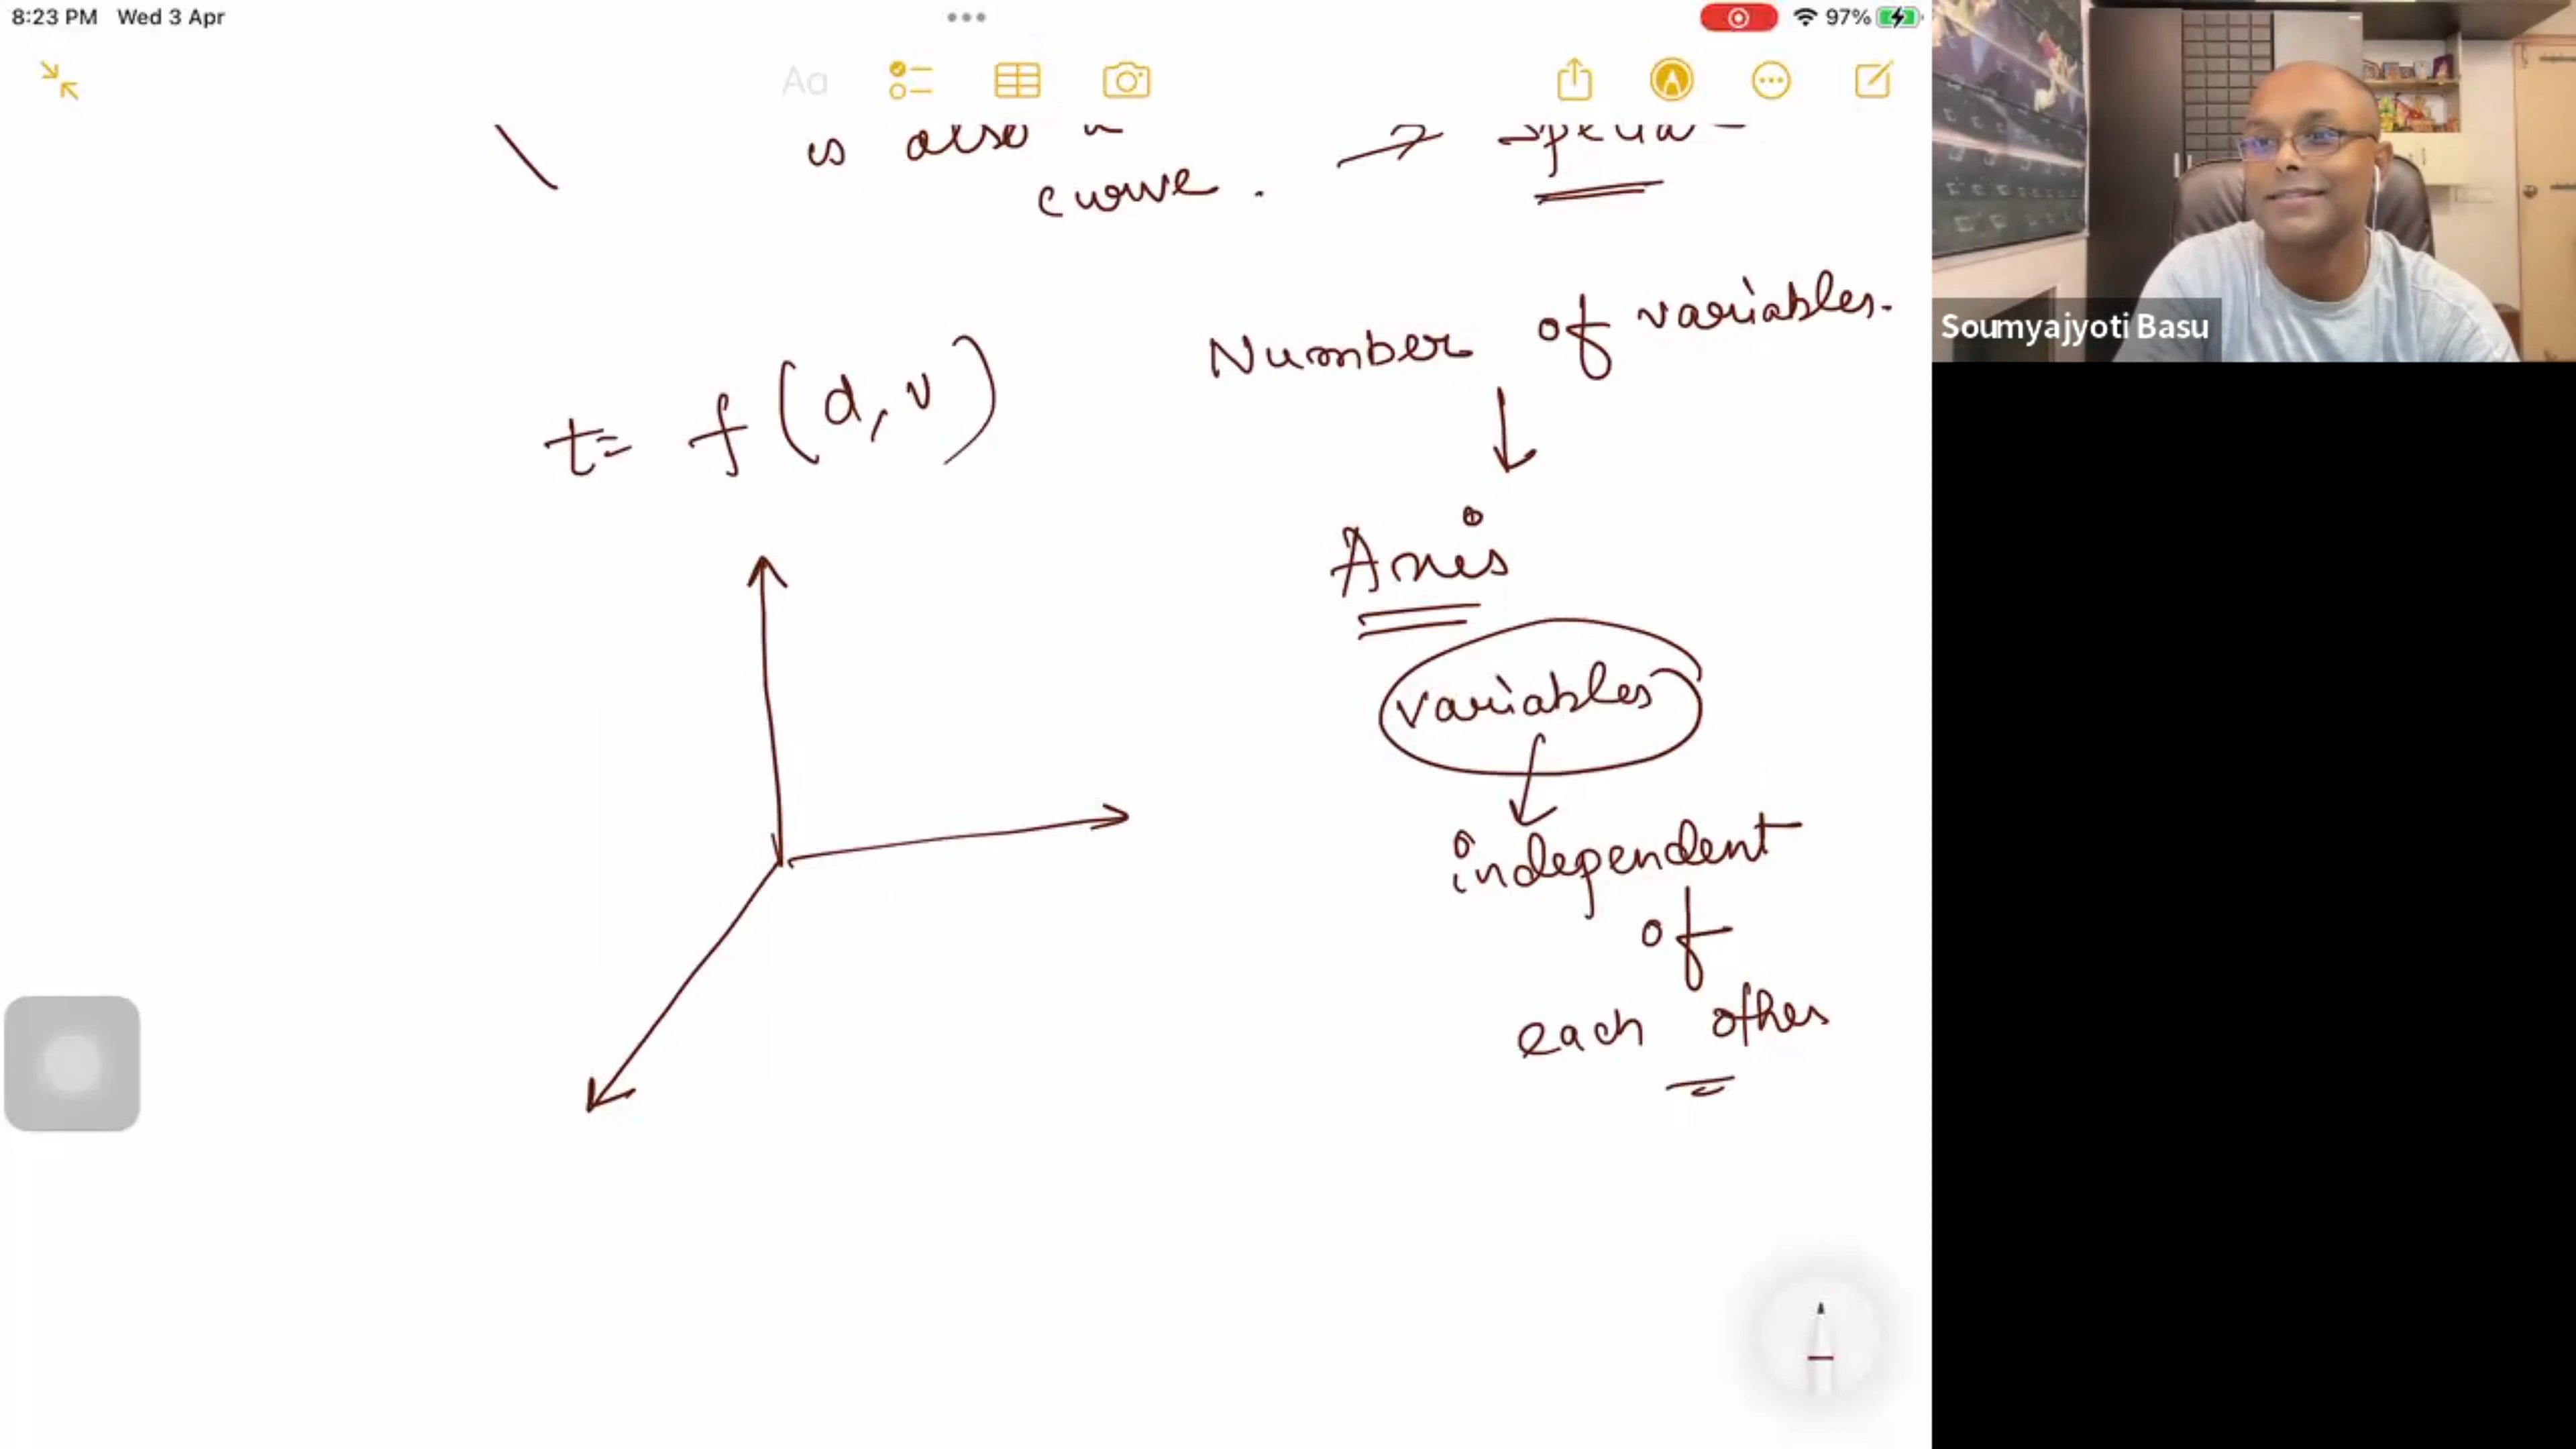 8:23 PM Wed 3 Apr
97%
Aa
is also
curve.
Number of variables.
t= f(d, v)
Axis
variables
independent
of
each other
Soumyajyoti Basu